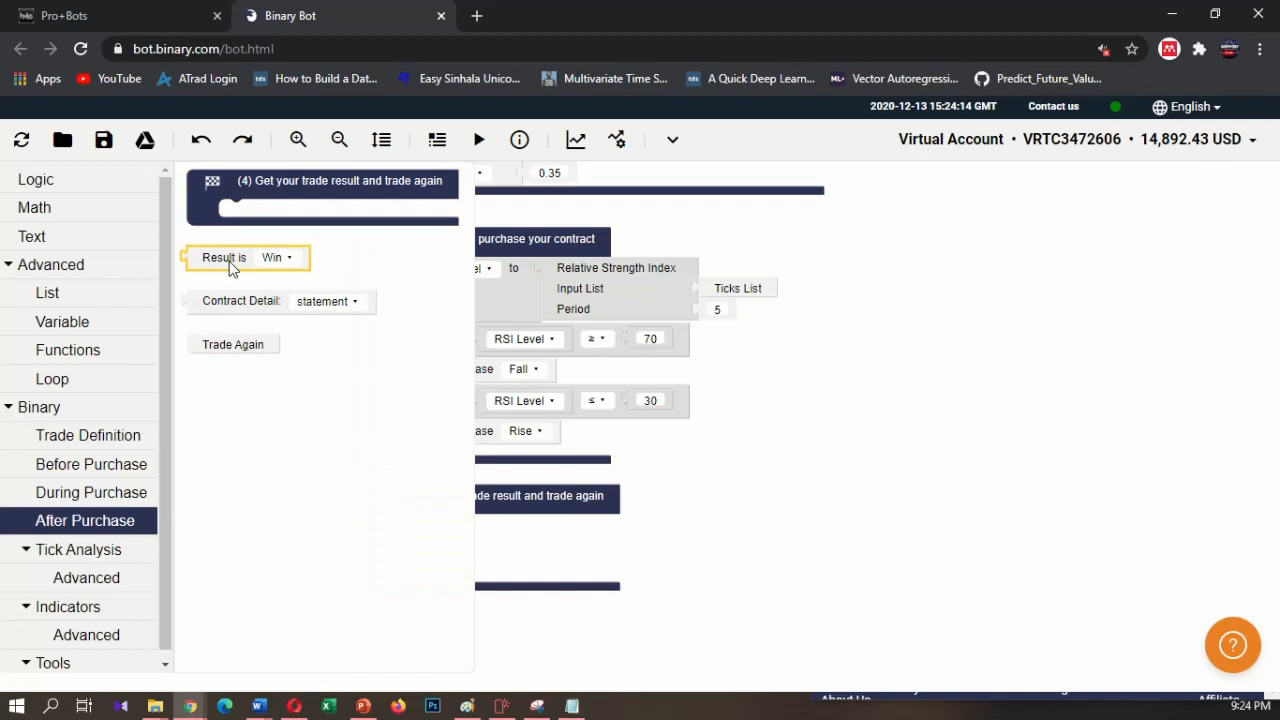 Pro+Bots
Binary Bot
bot.binary.com/bot.html
Apps
YouTube
ATrad Login
How to Build a Dat...
Easy Sinhala Unico...
Multivariate Time S...
A Quick Deep Learn...
Vector Autoregressi...
Predict_Future_Valu...
2020-12-13 15:24:14 GMT
Contact us
English
Virtual Account • VRTC3472606 • 14,892.43 USD
Logic
Math
Text
Advanced
List
Variable
Functions
Loop
Binary
Trade Definition
Before Purchase
During Purchase
After Purchase
Tick Analysis
Advanced
Indicators
Advanced
Tools
(4) Get your trade result and trade again
Result is Win
Contract Detail: statement
Trade Again
0.35
purchase your contract
to Relative Strength Index
Input List Ticks List
Period 5
RSI Level ≥ 70
ase Fall
RSI Level ≤ 30
ase Rise
de result and trade again
About Us
Affiliate
9:24 PM